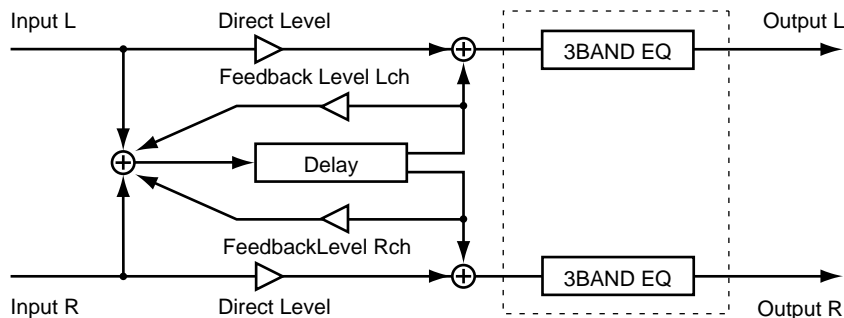 Input L
Direct Level
Output L
3BAND EQ
Feedback Level Lch
Delay
FeedbackLevel Rch
3BAND EQ
Input R
Direct Level
Output R